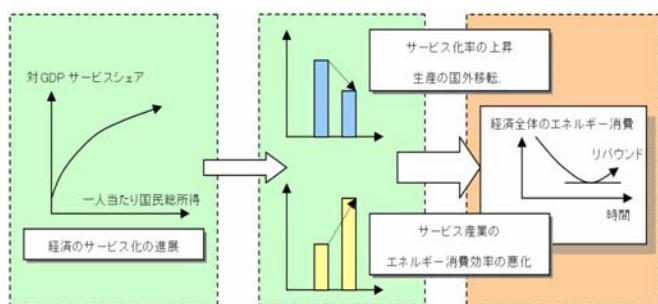 対GDP サービスシェア
一人当たり国民総所得
経済のサービス化の進展
サービス化率の上昇
生産の国外移転.
サービス産業の
エネルギー消費効率の悪化
経済全体のエネルギー消費
リバウンド
時間